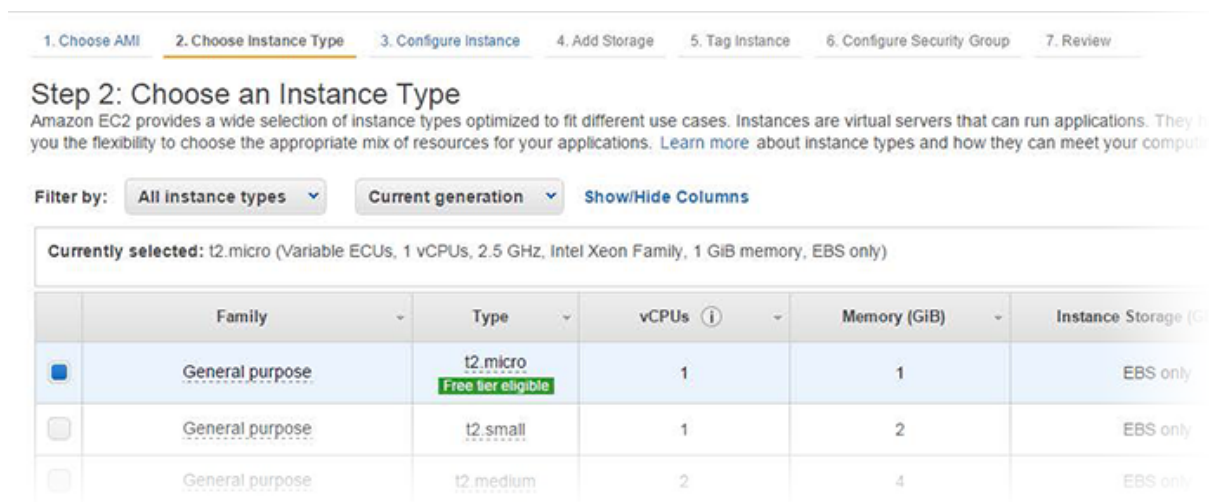 1. Choose AMI 2. Choose Instance Type 3. Configure Instance 4. Add Storage 5. Tag Instance 6. Configure Security Group 7. Review
Step 2: Choose an Instance Type
Amazon EC2 provides a wide selection of instance types optimized to fit different use cases. Instances are virtual servers that can run applications. They
you the flexibility to choose the appropriate mix of resources for your applications. Learn more about instance types and how they can meet your
Filter by: All instance types Current generation Show/Hide Columns
Currently selected: t2.micro (Variable ECUs, 1 vCPUs, 2.5 GHz, Intel Xeon Family, 1 GiB memory, EBS only)
Family Type vCPUs i Memory (GiB) Instance Storage
General purpose t2.micro 1 1 EBS only
Free tier eligible
General purpose t2.small 1 2 EBS only
General purpose t2.medium 2 4 EBS only